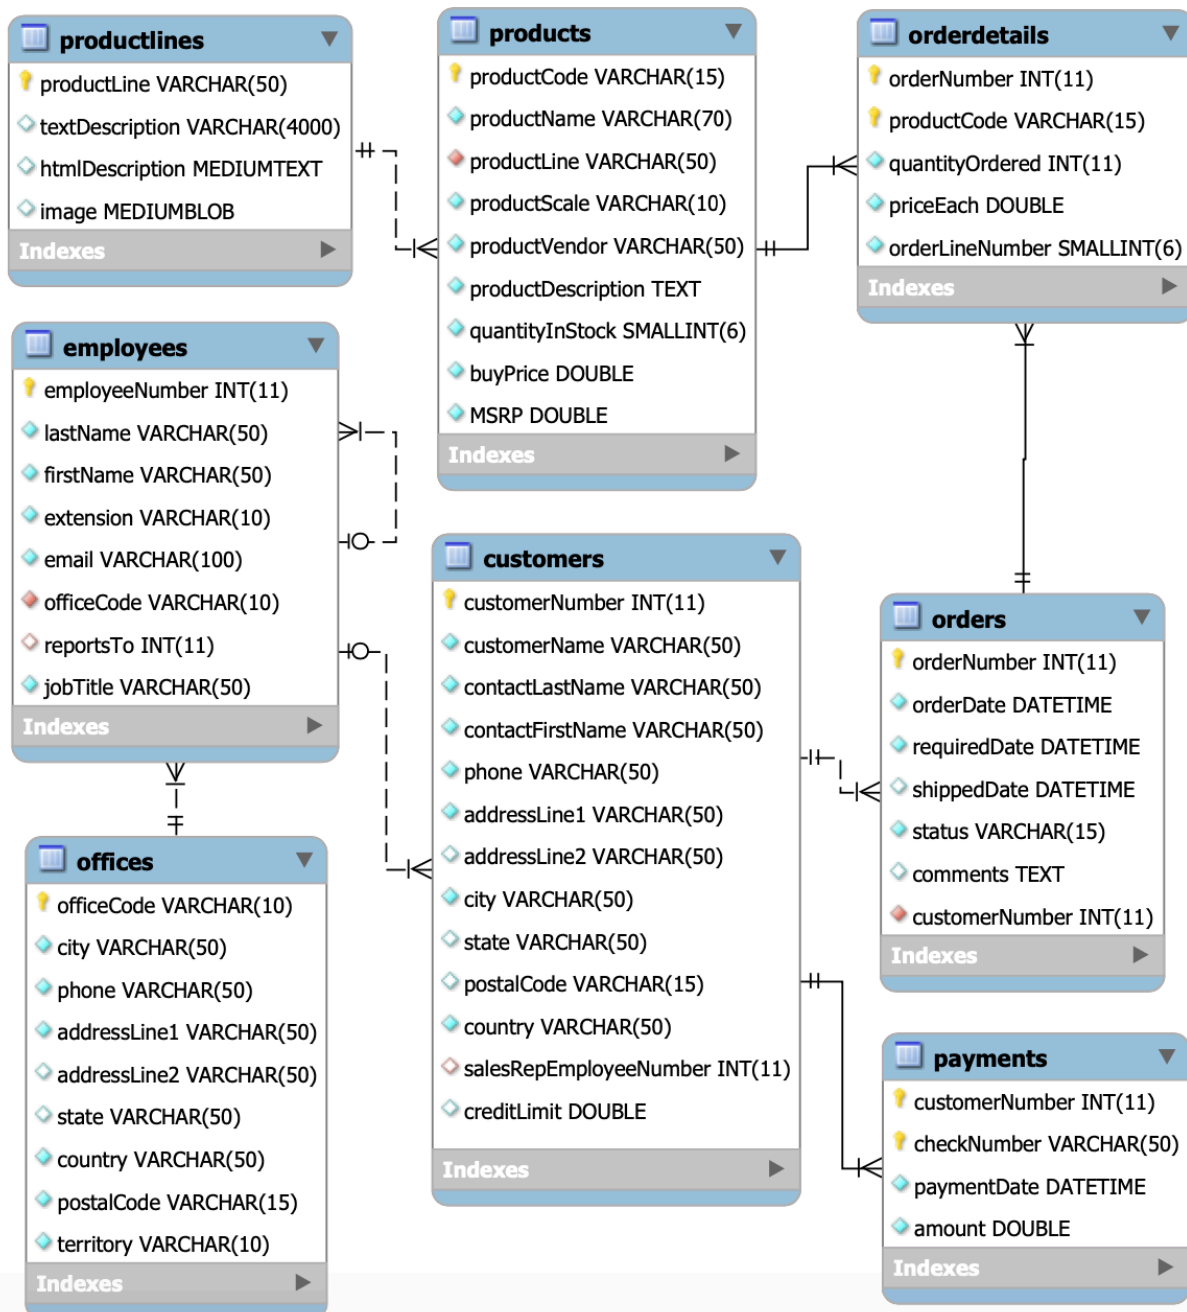 productlines
productLine VARCHAR(50)
textDescription VARCHAR(4000)
htmlDescription MEDIUMTEXT
image MEDIUMBLOB
Indexes
products
productCode VARCHAR(15)
productName VARCHAR(70)
productLine VARCHAR(50)
productScale VARCHAR(10)
productVendor VARCHAR(50)
productDescription TEXT
quantityInStock SMALLINT(6)
buyPrice DOUBLE
MSRP DOUBLE
Indexes
orderdetails
orderNumber INT(11)
productCode VARCHAR(15)
quantityOrdered INT(11)
priceEach DOUBLE
orderLineNumber SMALLINT(6)
Indexes
employees
employeeNumber INT(11)
lastName VARCHAR(50)
firstName VARCHAR(50)
extension VARCHAR(10)
email VARCHAR(100)
officeCode VARCHAR(10)
reportsTo INT(11)
jobTitle VARCHAR(50)
Indexes
customers
customerNumber INT(11)
customerName VARCHAR(50)
contactLastName VARCHAR(50)
contactFirstName VARCHAR(50)
phone VARCHAR(50)
addressLine1 VARCHAR(50)
addressLine2 VARCHAR(50)
city VARCHAR(50)
state VARCHAR(50)
postalCode VARCHAR(15)
country VARCHAR(50)
salesRepEmployeeNumber INT(11)
creditLimit DOUBLE
Indexes
orders
orderNumber INT(11)
orderDate DATETIME
requiredDate DATETIME
shippedDate DATETIME
status VARCHAR(15)
comments TEXT
customerNumber INT(11)
Indexes
offices
officeCode VARCHAR(10)
city VARCHAR(50)
phone VARCHAR(50)
addressLine1 VARCHAR(50)
addressLine2 VARCHAR(50)
state VARCHAR(50)
country VARCHAR(50)
postalCode VARCHAR(15)
territory VARCHAR(10)
Indexes
payments
customerNumber INT(11)
checkNumber VARCHAR(50)
paymentDate DATETIME
amount DOUBLE
Indexes